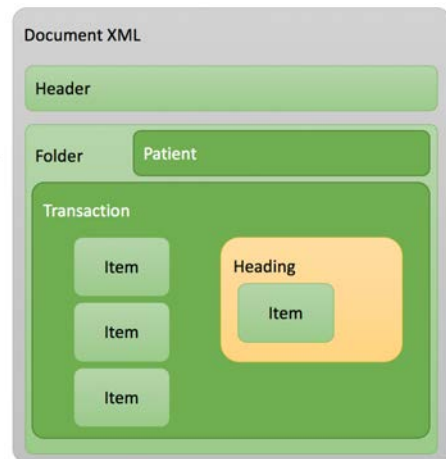 Document XML
Header
Folder
Patient
Transaction
Item
Heading
Item
Item
Item